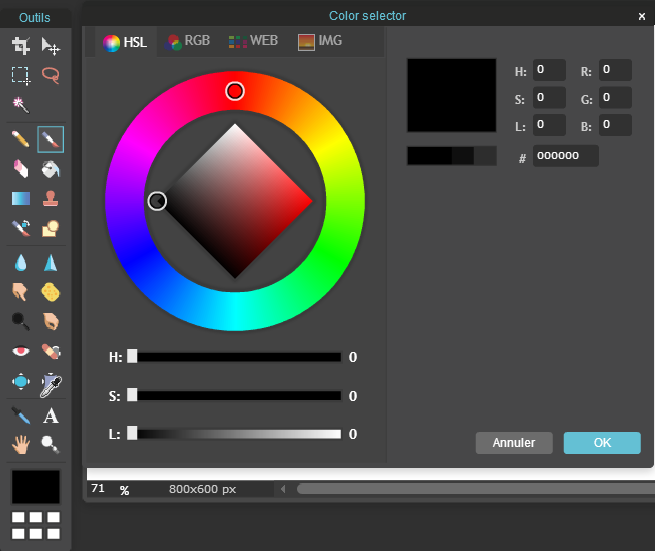 Outils
Color selector
x
HSL RGB WEB IMG
H: 0 R: 0
S: 0 G: 0
L: 0 B: 0
# 000000
H: 0
S: 0
L: 0
A
Annuler OK
71 % 800x600 px